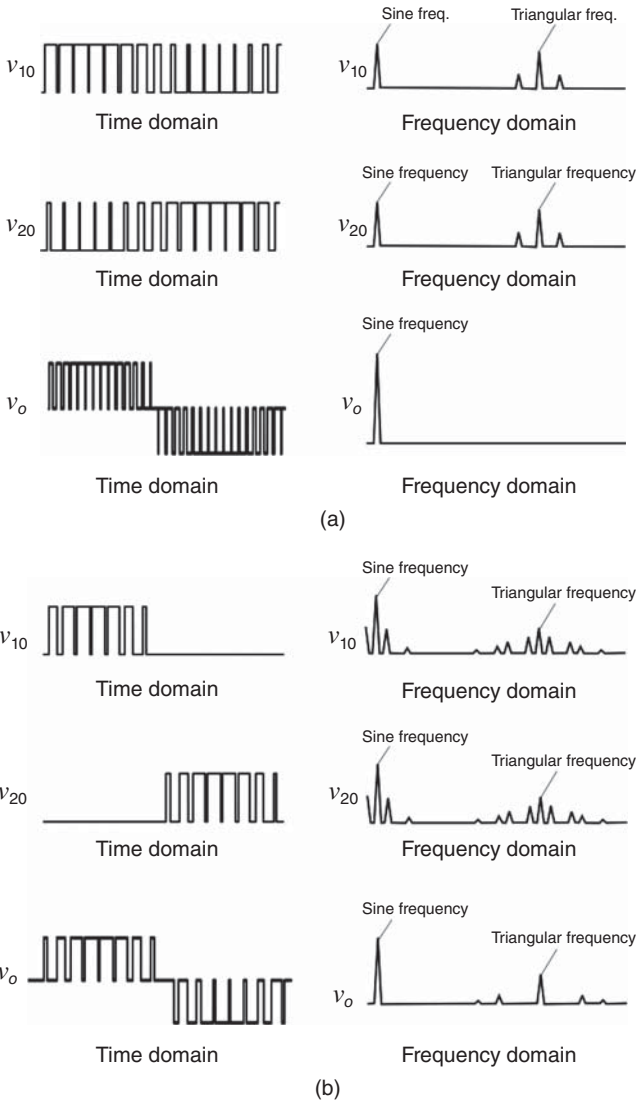 Sine freq. Triangular freq.
v10 v10
Time domain Frequency domain
Sine frequency Triangular frequency
v20 v20
Time domain Frequency domain
Sine frequency
vo vo
Time domain Frequency domain
(a)
Sine frequency
Triangular frequency
v10 v10
Time domain Frequency domain
Sine frequency
Triangular frequency
v20 v20
Time domain Frequency domain
Sine frequency
Triangular frequency
vo vo
Time domain Frequency domain
(b)